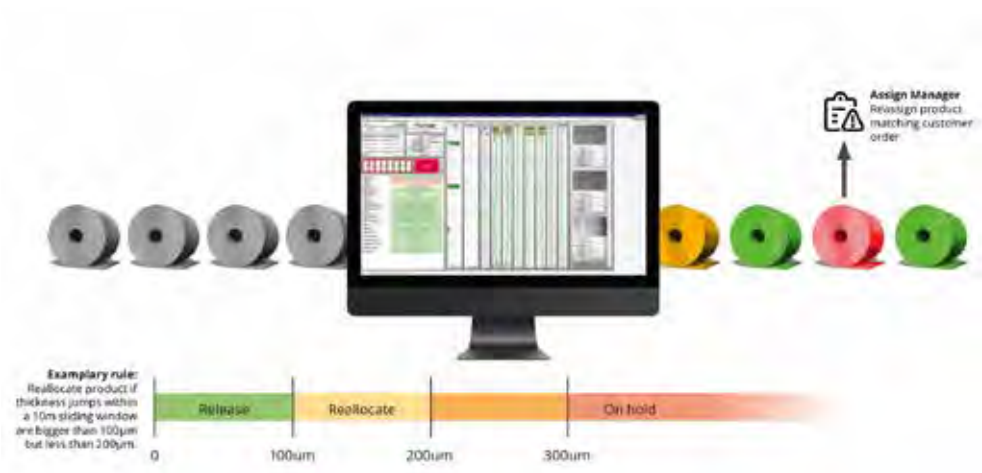 Assign Manager
Reassign product
matching customer
order
Examplary rule:
Reallocate product if
thickness jumps within
a 10m sliding window
are bigger than 100µm
but less than 200µm.
Release
Reallocate
On hold
0
100um
200um
300um